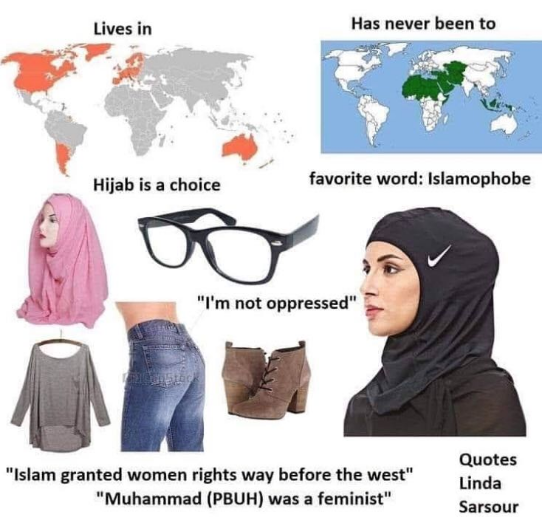 Lives in
Has never been to
Hijab is a choice
favorite word: Islamophobe
"I'm not oppressed"
"Islam granted women rights way before the west"
"Muhammad (PBUH) was a feminist"
Quotes
Linda
Sarsour